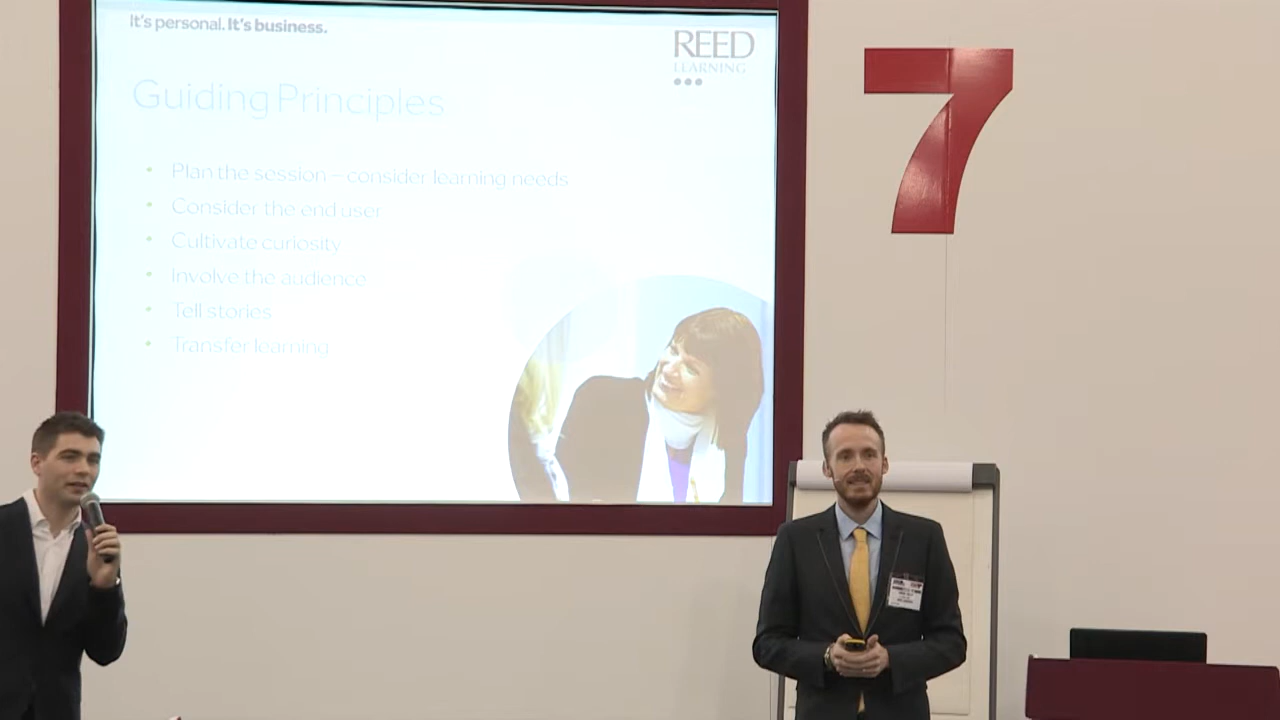 It's personal. It's business.
REED
LEARNING
Guiding Principles
• Plan the session – consider learning needs
• Consider the end user
• Cultivate curiosity
• Involve the audience
• Tell stories
• Transfer learning
7